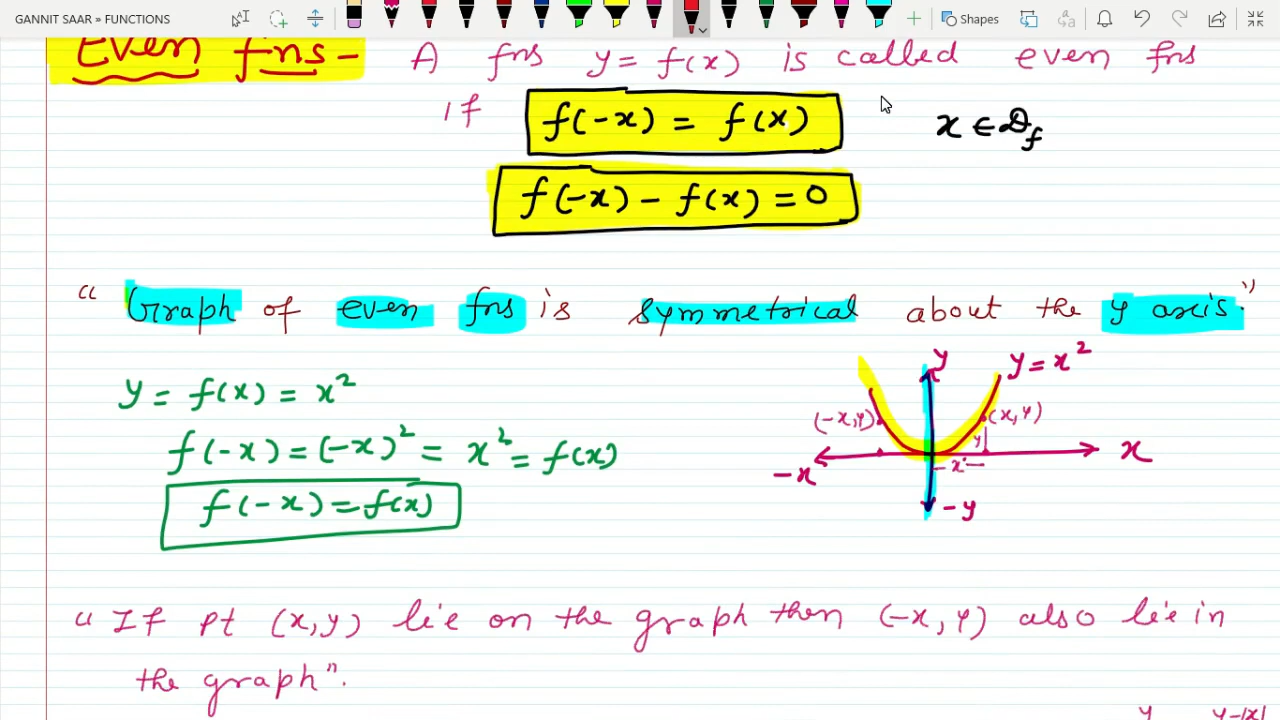 GANNIT SAAR » FUNCTIONS
Shapes
Even fns - A fns y = f(x) is called even fns
If f(-x) = f(x) x ∈ Df
f(-x) - f(x) = 0
“ Graph of even fns is symmetrical about the y axis.”
y = f(x) = x²
f(-x) = (-x)² = x² = f(x)
f(-x) = f(x)
y
y = x²
(-x, y)
(x, y)
y
x
-x
x
-y
“ If pt (x, y) lie on the graph then (-x, y) also lie in
the graph”.
y y=|x|